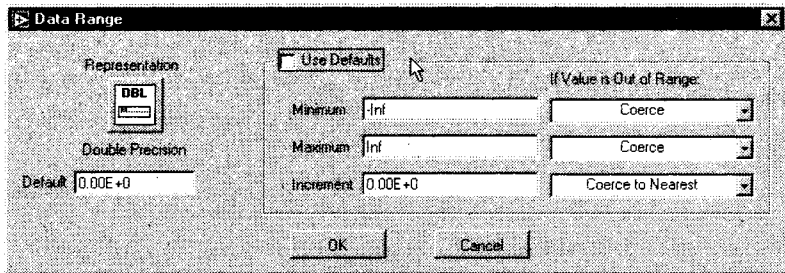 Data Range
Representation
DBL
Double Precision
Default 0.00E+0
Use Defaults
If Value is Out of Range:
Minimum -Inf Coerce
Maximum Inf Coerce
Increment 0.00E+0 Coerce to Nearest
OK Cancel